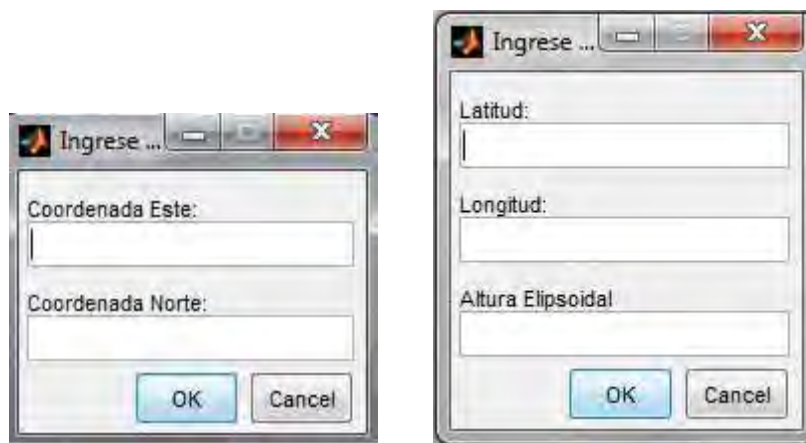 Ingrese ...
Coordenada Este:
Coordenada Norte:
OK
Cancel
Ingrese ...
Latitud:
Longitud:
Altura Elipsoidal
OK
Cancel